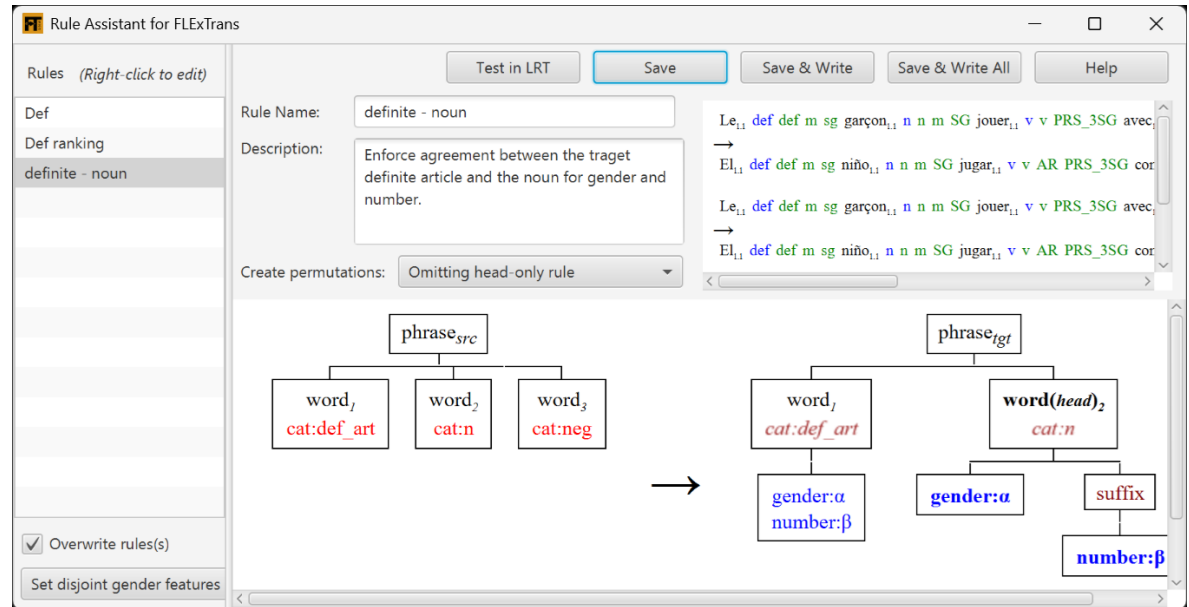 Rule Assistant for FLExTrans
Rules (Right-click to edit)
Test in LRT Save Save & Write Save & Write All Help
Def
Def ranking
definite - noun
Rule Name: definite - noun
Description: Enforce agreement between the traget
definite article and the noun for gender and
number.
Create permutations: Omitting head-only rule
Le1.1 def def m sg garçon1.1 n n m SG jouer1.1 v v PRS_3SG avec
→
El1.1 def def m sg niño1.1 n n m SG jugar1.1 v v AR PRS_3SG con
Le1.1 def def m sg garçon1.1 n n m SG jouer1.1 v v PRS_3SG avec
→
El1.1 def def m sg niño1.1 n n m SG jugar1.1 v v AR PRS_3SG con
phrasesrc
word1 word2 word3
cat:def_art cat:n cat:neg
→
phrasetgt
word1 word(head)2
cat:def_art cat:n
gender:α gender:α suffix
number:β
number:β
Overwrite rules(s)
Set disjoint gender features